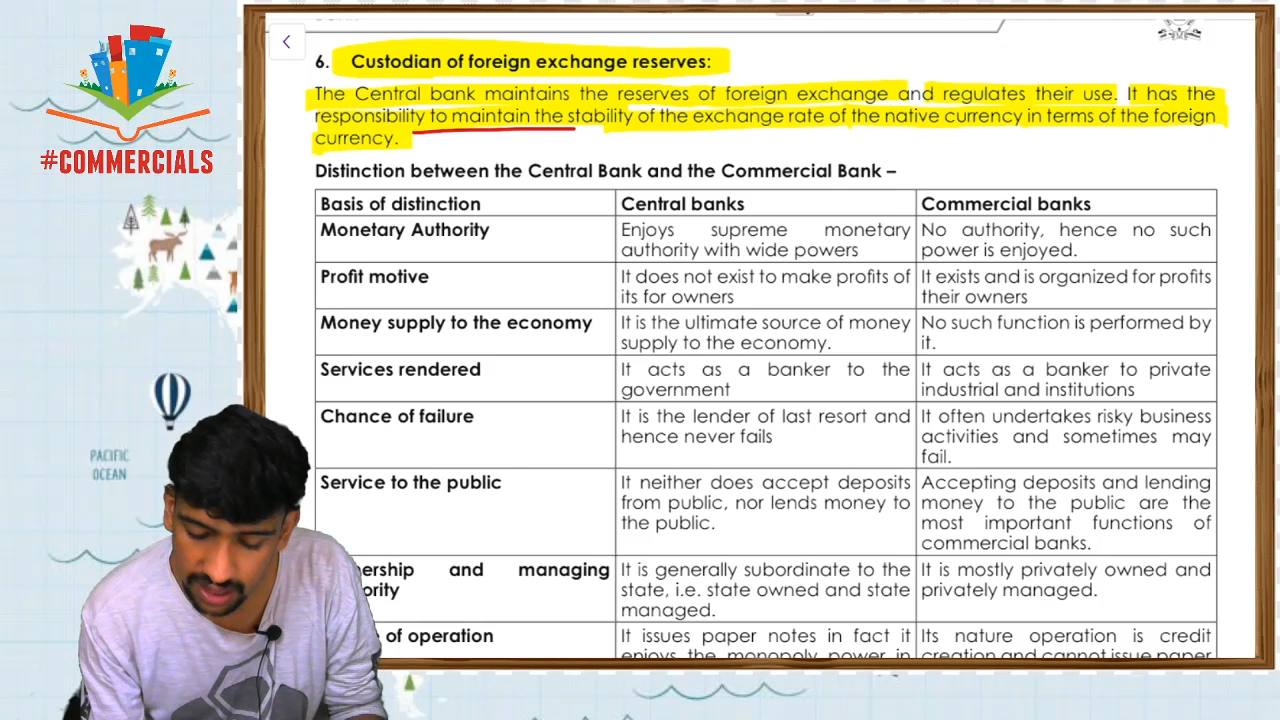 #COMMERCIALS
PACIFIC
OCEAN
6. Custodian of foreign exchange reserves:
The Central bank maintains the reserves of foreign exchange and regulates their use. It has the
responsibility to maintain the stability of the exchange rate of the native currency in terms of the foreign
currency.
Distinction between the Central Bank and the Commercial Bank –
Basis of distinction Central banks Commercial banks
Monetary Authority
Enjoys supreme monetary
authority with wide powers
No authority, hence no such
power is enjoyed.
Profit motive
It does not exist to make profits of
its for owners
It exists and is organized for profits
their owners
Money supply to the economy
It is the ultimate source of money
supply to the economy.
No such function is performed by
it.
Services rendered
It acts as a banker to the
government
It acts as a banker to private
industrial and institutions
Chance of failure
It is the lender of last resort and
hence never fails
It often undertakes risky business
activities and sometimes may
fail.
Service to the public
It neither does accept deposits
from public, nor lends money to
the public.
Accepting deposits and lending
money to the public are the
most important functions of
commercial banks.
and managing
It is generally subordinate to the
state, i.e. state owned and state
managed.
It is mostly privately owned and
privately managed.
of operation
It issues paper notes in fact it
enjoys the monopoly power in
Its nature operation is credit
creation and cannot issue paper